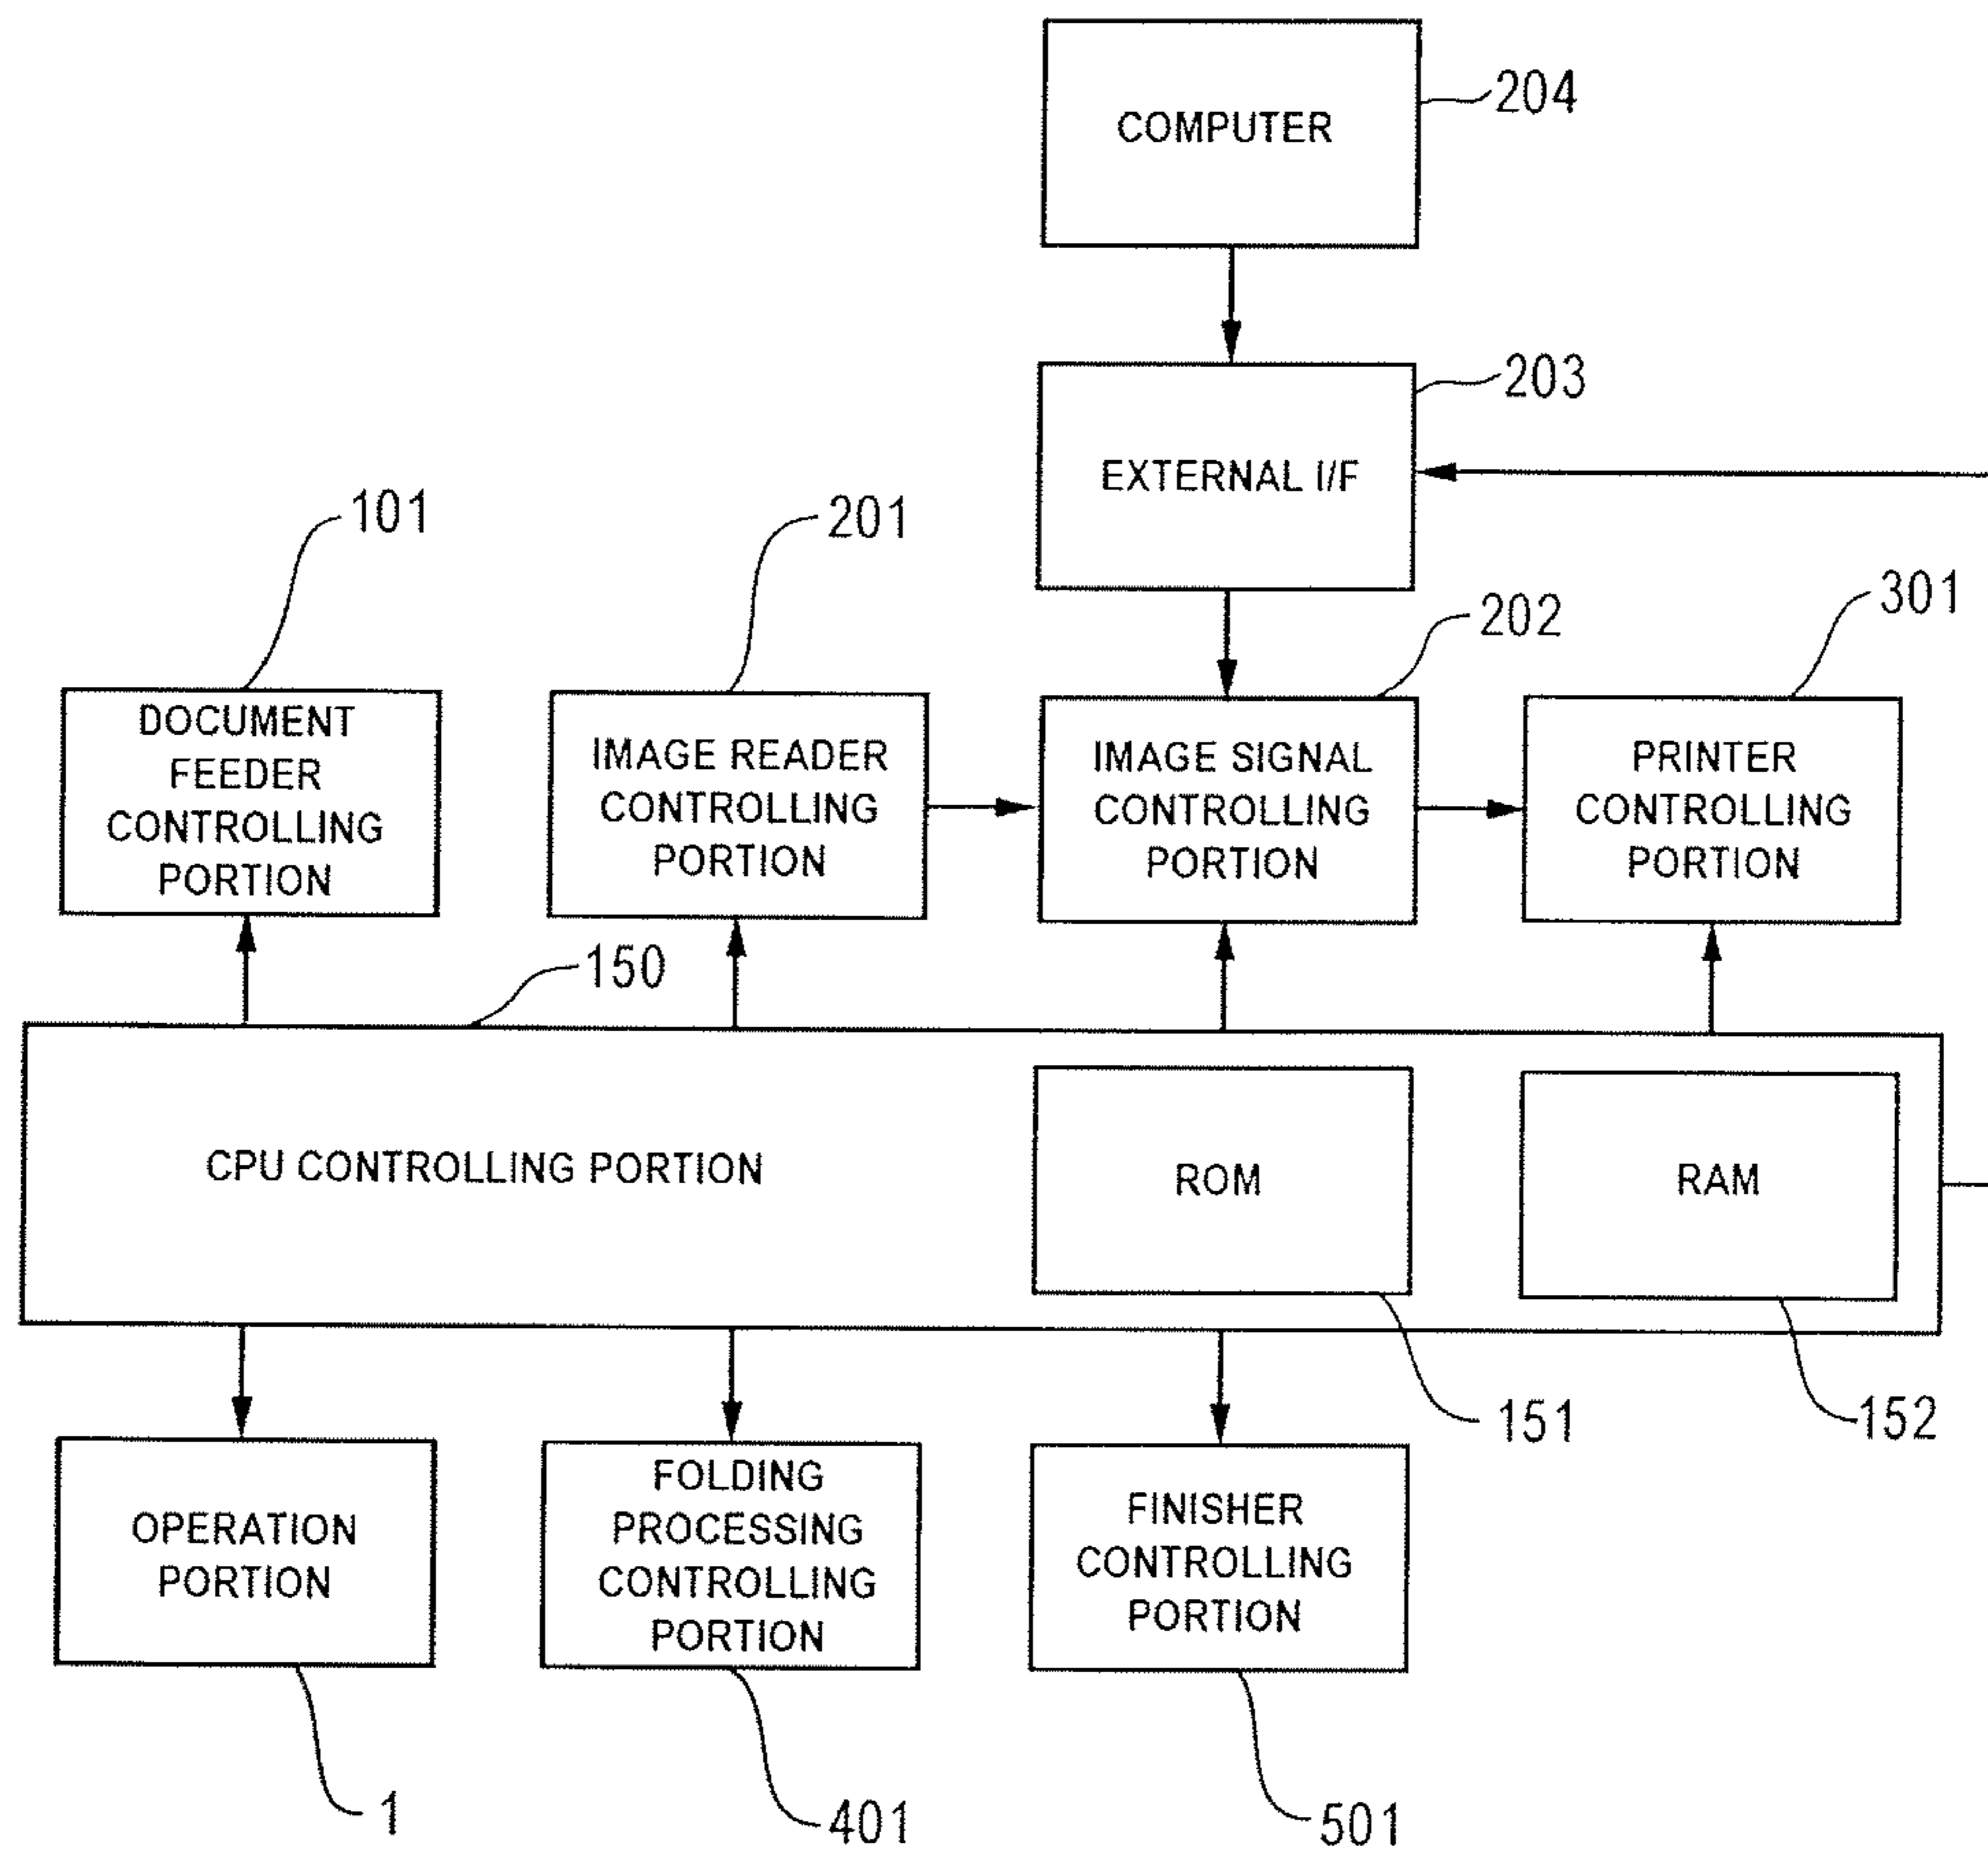 COMPUTER
204
EXTERNAL I/F
203
101
201
202
301
DOCUMENT
FEEDER
CONTROLLING
PORTION
IMAGE READER
CONTROLLING
PORTION
IMAGE SIGNAL
CONTROLLING
PORTION
PRINTER
CONTROLLING
PORTION
150
CPU CONTROLLING PORTION
ROM
RAM
151
152
OPERATION
PORTION
FOLDING
PROCESSING
CONTROLLING
PORTION
FINISHER
CONTROLLING
PORTION
1
401
501